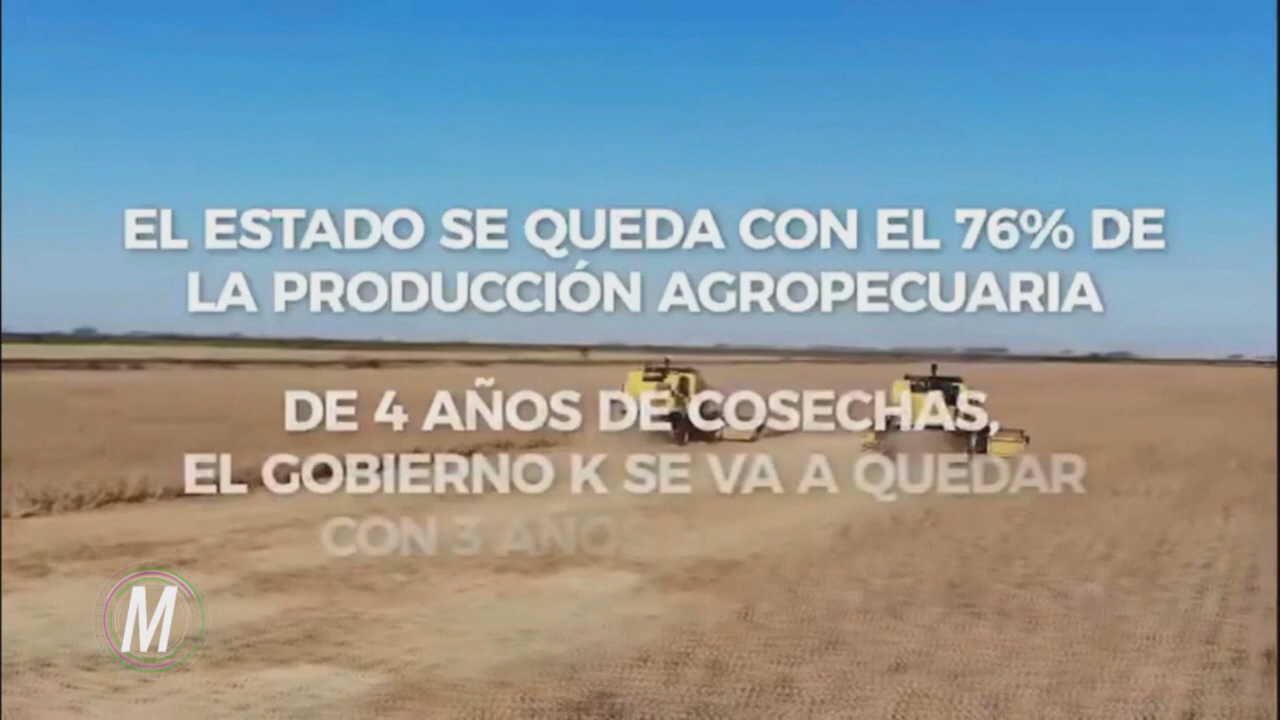 EL ESTADO SE QUEDA CON EL 76% DE
LA PRODUCCIÓN AGROPECUARIA
DE 4 AÑOS DE COSECHAS,
EL GOBIERNO K SE VA A QUEDAR
CON 3 AÑOS
M